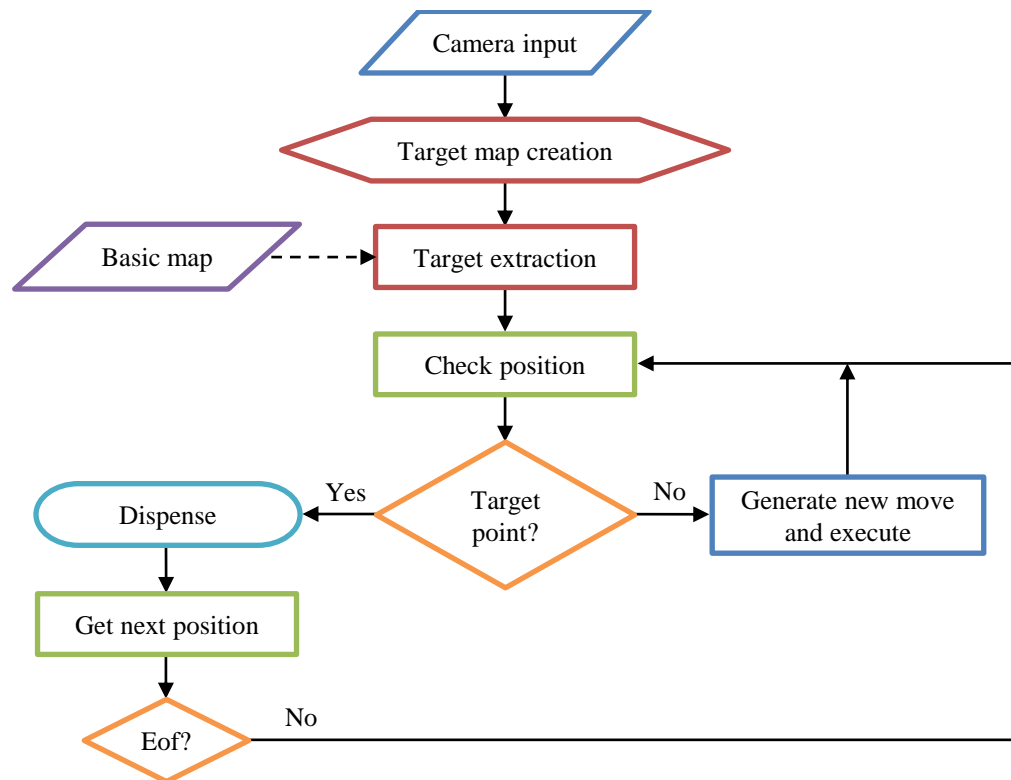 Camera input
Target map creation
Basic map
Target extraction
Check position
Yes
Target
point?
No
Generate new move
and execute
Dispense
Get next position
Eof?
No